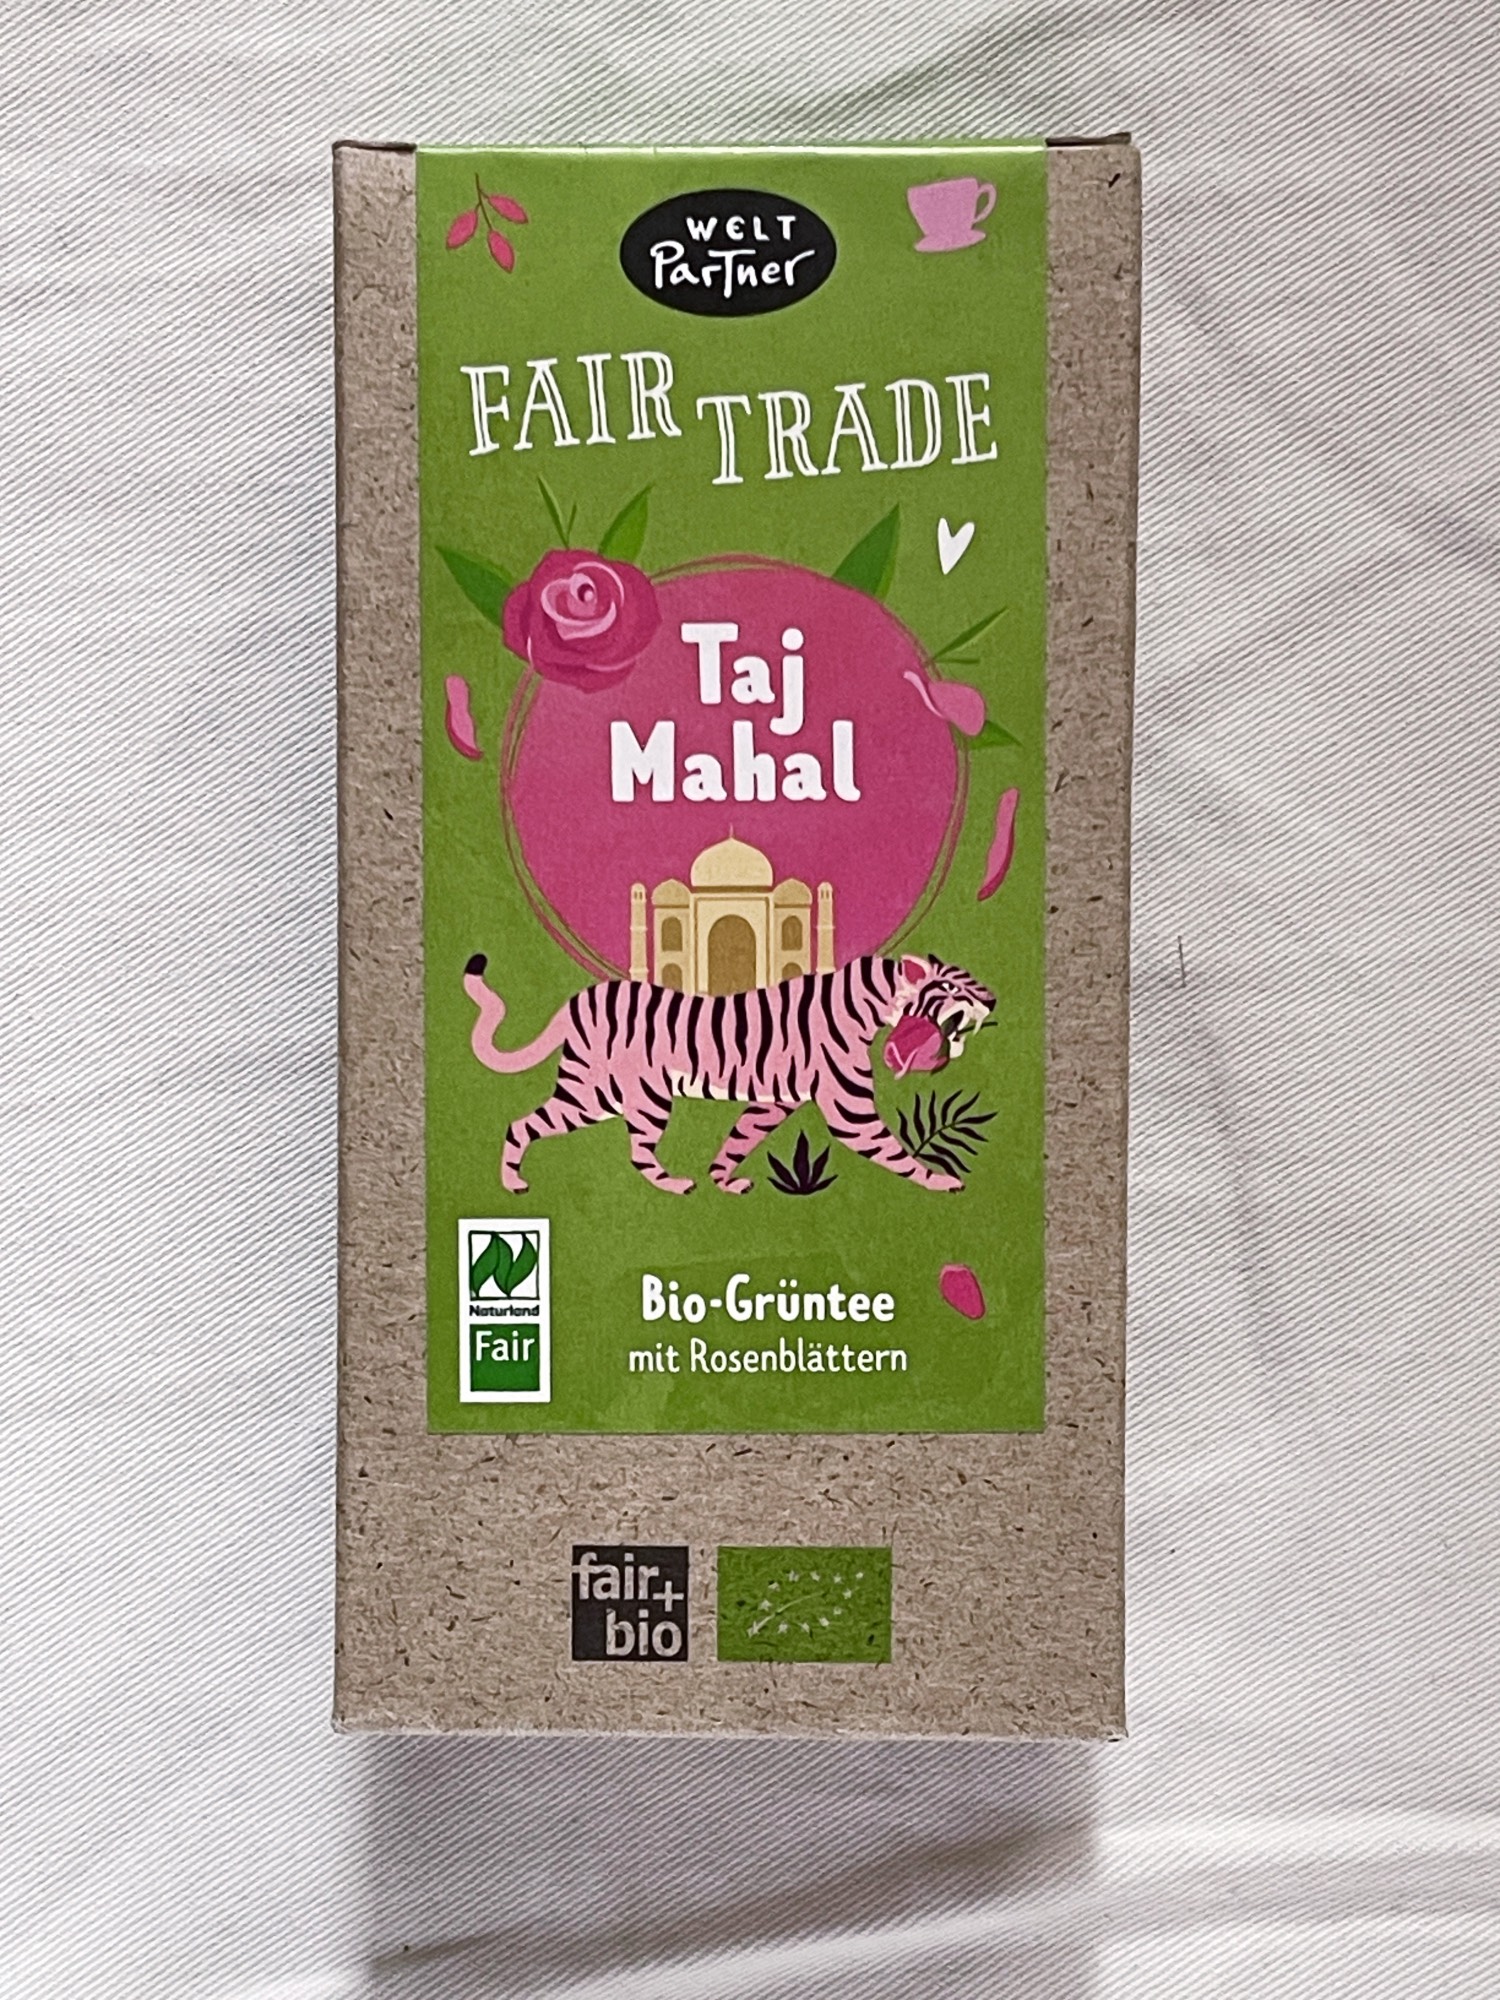 WELT
Partner
FAIR TRADE
Taj
Mahal
Naturland
Fair
Bio-Grüntee
mit Rosenblättern
fair+
bio